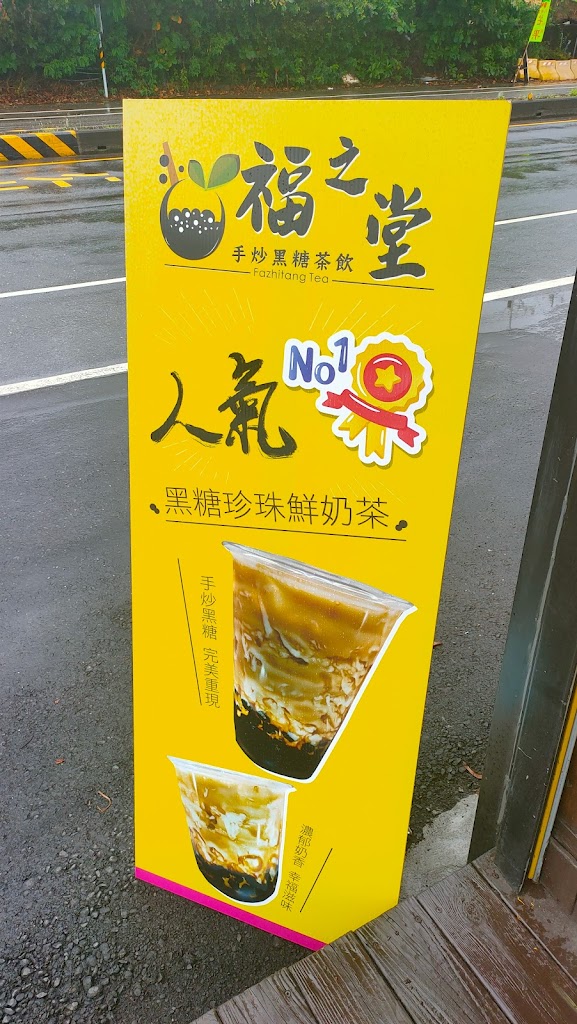 福之堂
手炒黑糖茶飲
Fazhitang Tea
No1
人氣
黑糖珍珠鮮奶茶
手炒黑糖 完美重現
濃郁奶香 幸福滋味